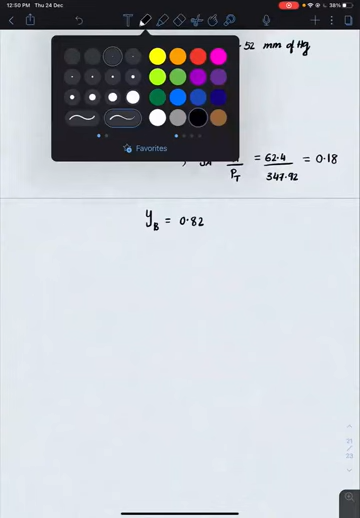 12:50 PM Thu 24 Dec
52 mm of Hg
Favorites
P_T = 62.4 / 347.92 = 0.18
y_B = 0.82
21
/
23